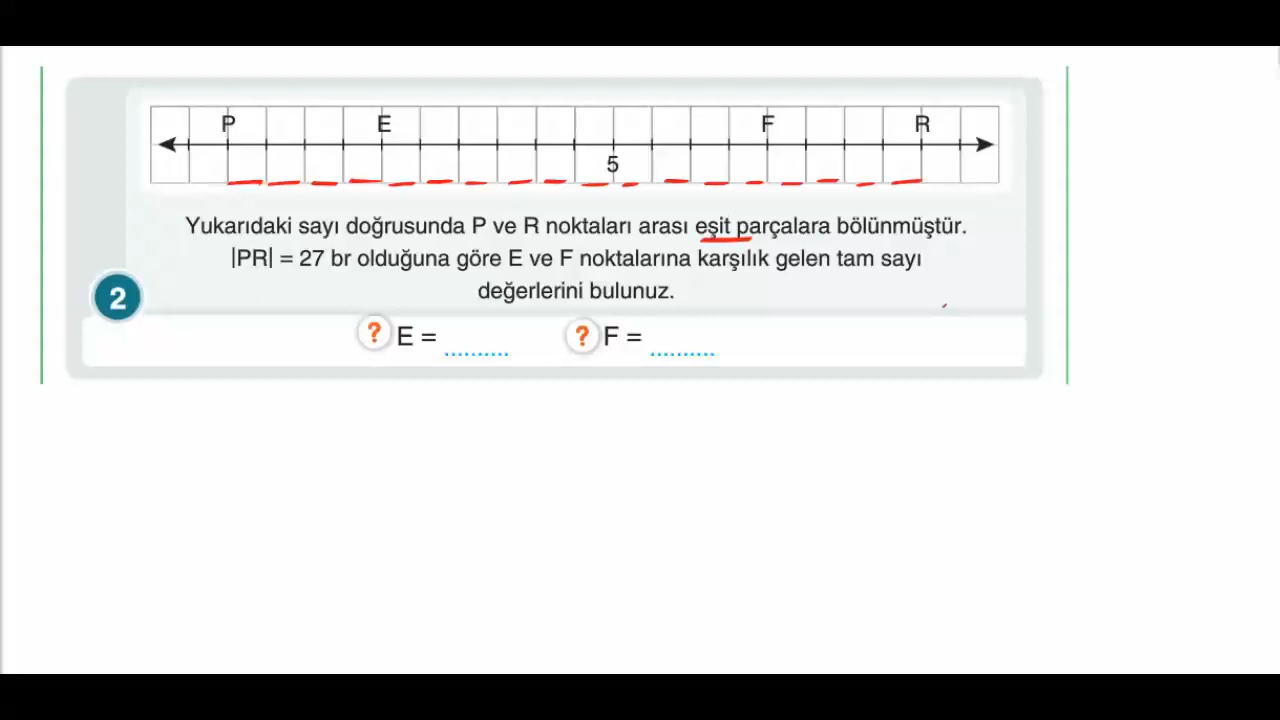 P E F R
5
Yukarıdaki sayı doğrusunda P ve R noktaları arası eşit parçalara bölünmüştür.
|PR| = 27 br olduğuna göre E ve F noktalarına karşılık gelen tam sayı
değerlerini bulunuz.
2
? E = .......... ? F = ..........